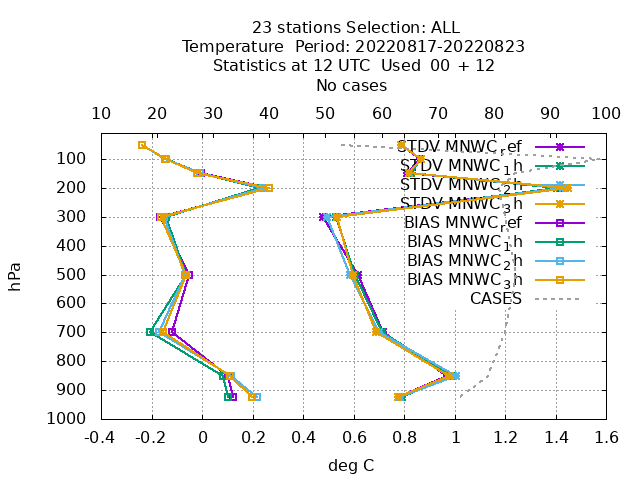 23 stations Selection: ALL
Temperature  Period: 20220817-20220823
Statistics at 12 UTC  Used  00 + 12
No cases
10 20 30 40 50 60 70 80 90 100
STDV MNWC_ref
STDV MNWC_1h
STDV MNWC_2h
STDV MNWC_3h
BIAS MNWC_ref
BIAS MNWC_1h
BIAS MNWC_2h
BIAS MNWC_3h
CASES
100
200
300
400
500
600
700
800
900
1000
hPa
-0.4 -0.2 0 0.2 0.4 0.6 0.8 1 1.2 1.4 1.6
deg C